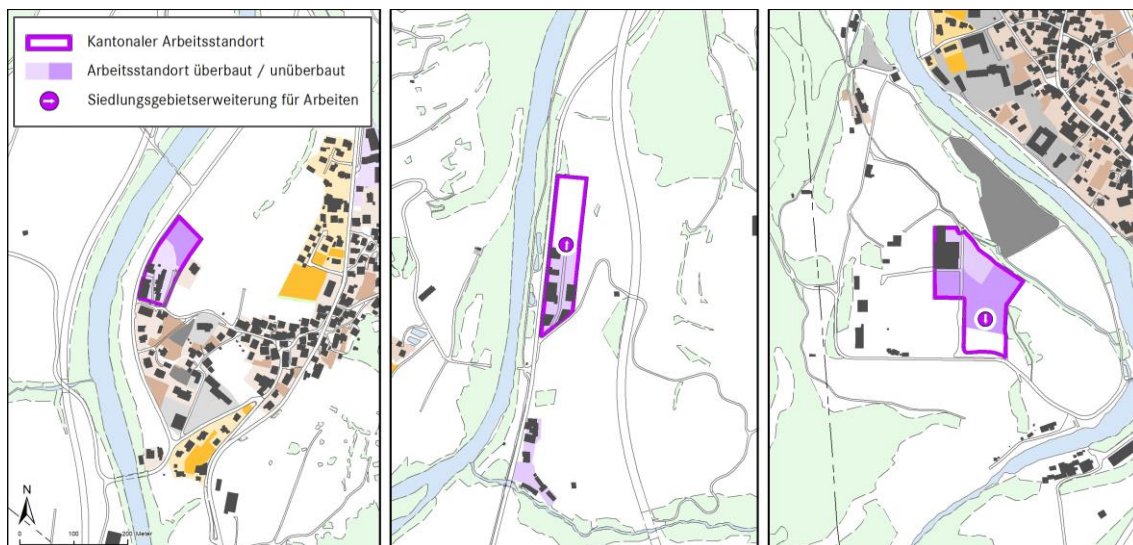 Kantonaler Arbeitsstandort
Arbeitsstandort überbaut / unüberbaut
Siedlungsgebietserweiterung für Arbeiten
N
0 100 200 Meter